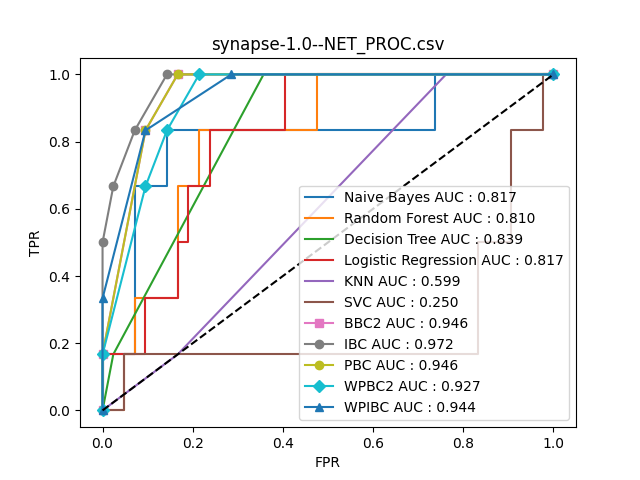 synapse-1.0--NET_PROC.csv
1.0
0.8
0.6
0.4
0.2
0.0
TPR
Naive Bayes AUC : 0.817
Random Forest AUC : 0.810
Decision Tree AUC : 0.839
Logistic Regression AUC : 0.817
KNN AUC : 0.599
SVC AUC : 0.250
BBC2 AUC : 0.946
IBC AUC : 0.972
PBC AUC : 0.946
WPBC2 AUC : 0.927
WPIBC AUC : 0.944
0.0 0.2 0.4 0.6 0.8 1.0
FPR